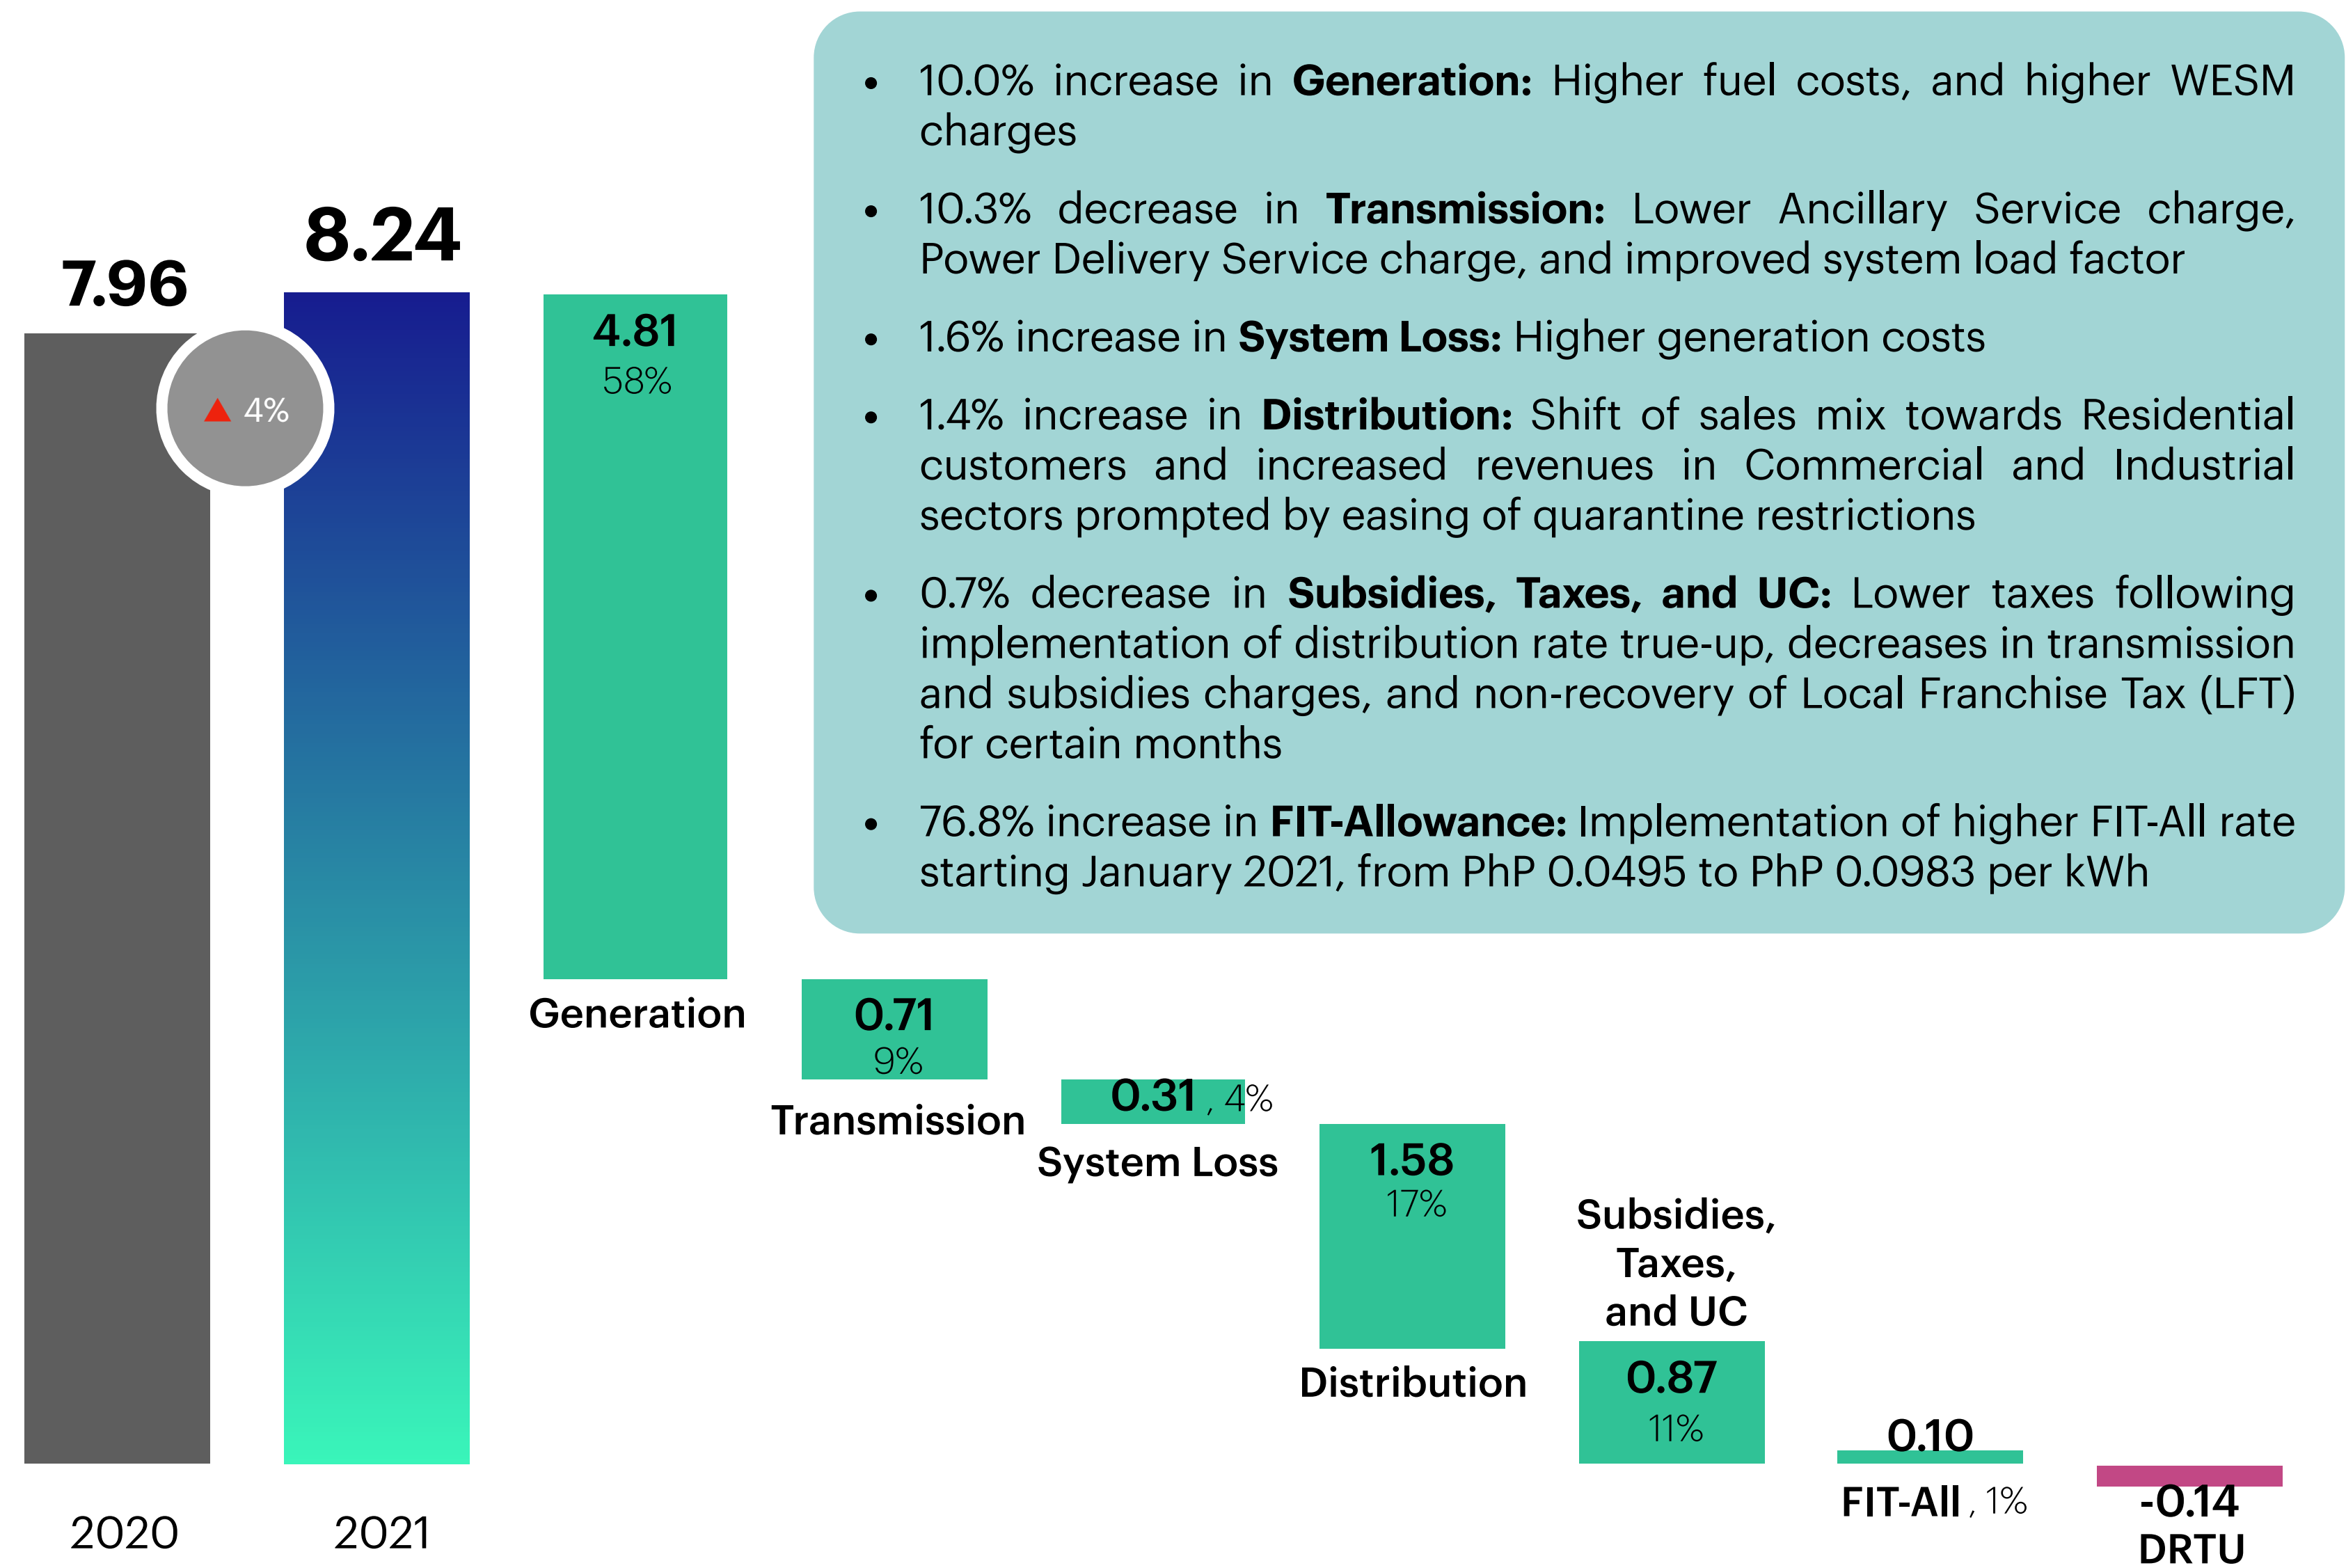 • 10.0% increase in Generation: Higher fuel costs, and higher WESM
charges
• 10.3% decrease in Transmission: Lower Ancillary Service charge,
Power Delivery Service charge, and improved system load factor
• 1.6% increase in System Loss: Higher generation costs
• 1.4% increase in Distribution: Shift of sales mix towards Residential
customers and increased revenues in Commercial and Industrial
sectors prompted by easing of quarantine restrictions
• 0.7% decrease in Subsidies, Taxes, and UC: Lower taxes following
implementation of distribution rate true-up, decreases in transmission
and subsidies charges, and non-recovery of Local Franchise Tax (LFT)
for certain months
• 76.8% increase in FIT-Allowance: Implementation of higher FIT-All rate
starting January 2021, from PhP 0.0495 to PhP 0.0983 per kWh
7.96
2020
▲ 4%
8.24
2021
4.81
58%
Generation
0.71
9%
Transmission
0.31 , 4%
System Loss
1.58
17%
Distribution
Subsidies,
Taxes,
and UC
0.87
11%
0.10
FIT-All , 1%
-0.14
DRTU